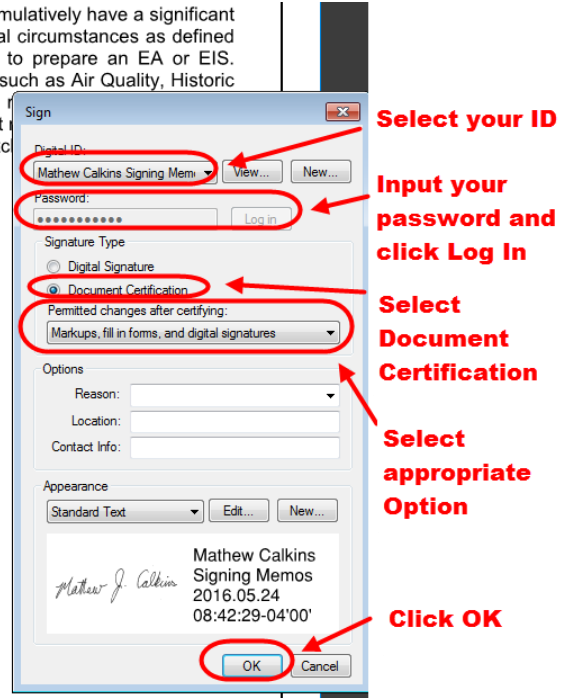 mulatively have a significant
al circumstances as defined
to prepare an EA or EIS.
such as Air Quality, Historic
Sign
Select your ID
Digital ID:
Mathew Calkins Signing Mem
View...
New...
Password:
Log in
Input your
password and
click Log In
Signature Type
Digital Signature
Document Certification
Permitted changes after certifying:
Markups, fill in forms, and digital signatures
Select
Document
Certification
Options
Reason:
Location:
Contact Info:
Select
appropriate
Option
Appearance
Standard Text
Edit...
New...
Mathew J. Calkins
Mathew Calkins
Signing Memos
2016.05.24
08:42:29-04'00'
Click OK
OK
Cancel